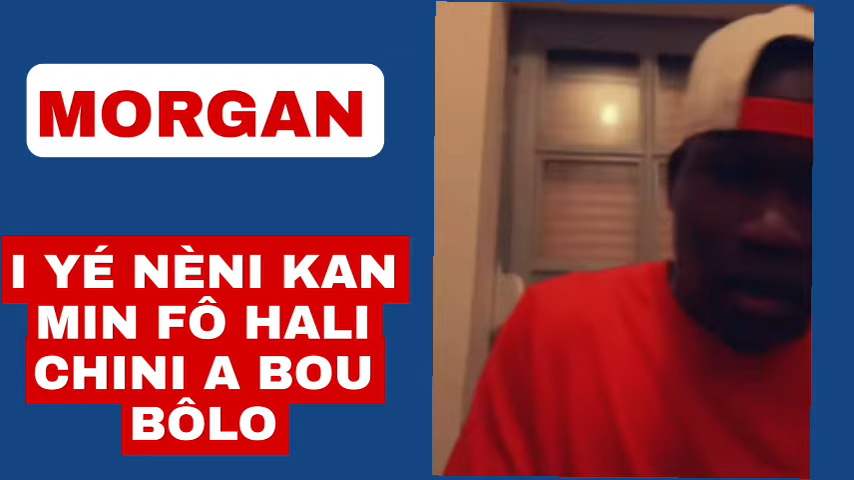 MORGAN
I YÉ NÈNI KAN
MIN FÔ HALI
CHINI A BOU
BÔLO